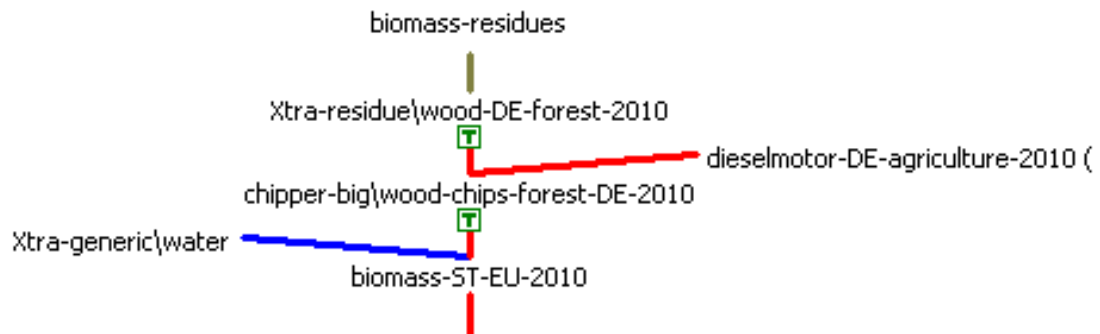 biomass-residues
Xtra-residue\wood-DE-forest-2010
T
dieselmotor-DE-agriculture-2010 (
chipper-big\wood-chips-forest-DE-2010
T
Xtra-generic\water
biomass-ST-EU-2010